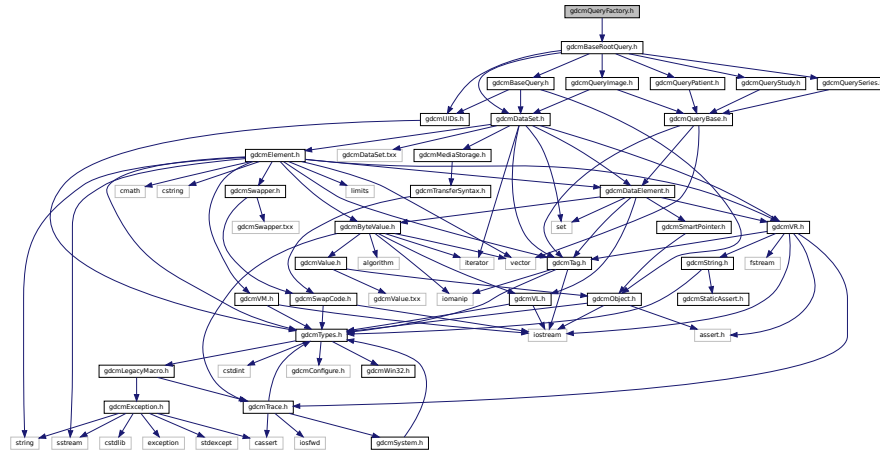 gdcmQueryFactory.h
gdcmBaseRootQuery.h
gdcmBaseQuery.h
gdcmQueryImage.h
gdcmQueryPatient.h
gdcmQueryStudy.h
gdcmQuerySeries.
gdcmUIDs.h
gdcmDataSet.h
gdcmQueryBase.h
gdcmElement.h
gdcmDataSet.txx
gdcmMediaStorage.h
cmath
cstring
gdcmSwapper.h
limits
gdcmTransferSyntax.h
gdcmDataElement.h
gdcmSwapper.txx
gdcmByteValue.h
set
gdcmSmartPointer.h
gdcmVR.h
gdcmValue.h
algorithm
iterator
vector
gdcmTag.h
gdcmString.h
fstream
gdcmVM.h
gdcmSwapCode.h
gdcmValue.txx
iomanip
gdcmVL.h
gdcmObject.h
gdcmStaticAssert.h
gdcmTypes.h
iostream
assert.h
gdcmLegacyMacro.h
cstdint
gdcmConfigure.h
gdcmWin32.h
gdcmException.h
gdcmTrace.h
string
sstream
cstdlib
exception
stdexcept
cassert
iosfwd
gdcmSystem.h